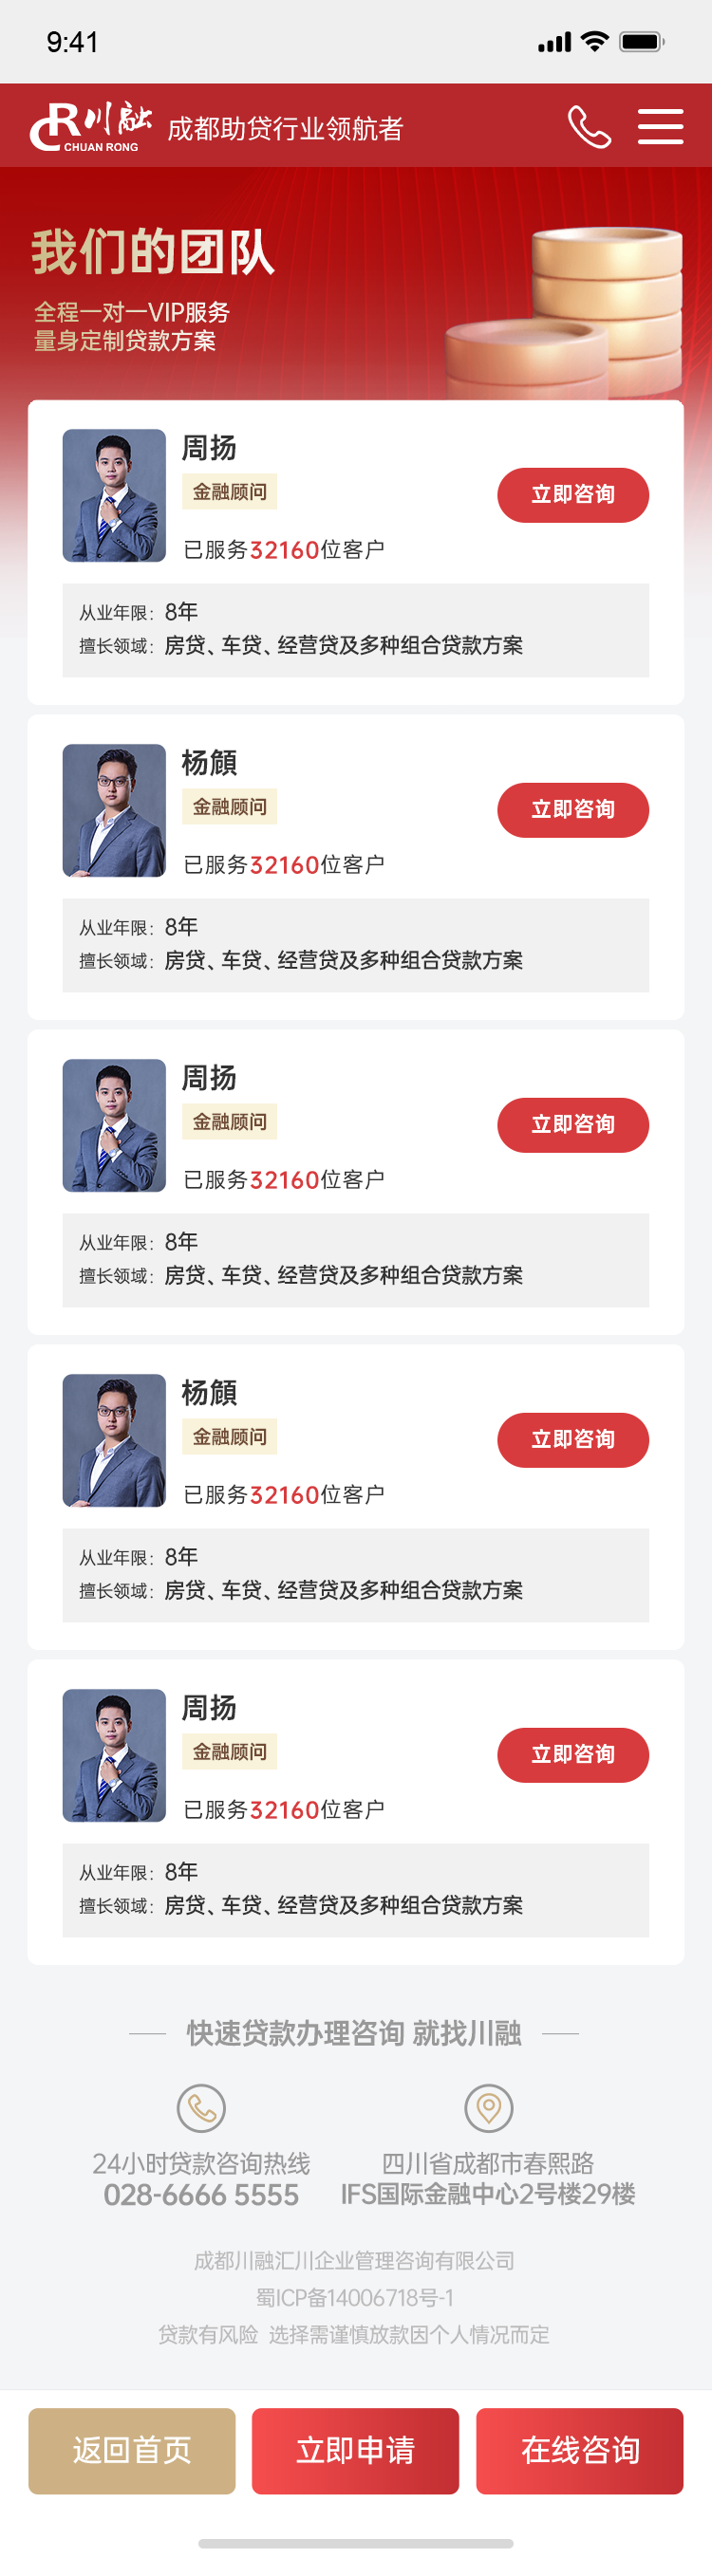 9:41
川融
CHUAN RONG
成都助贷行业领航者
我们的团队
全程一对一VIP服务
量身定制贷款方案
周扬
金融顾问
立即咨询
已服务32160位客户
从业年限：8年
擅长领域：房贷、车贷、经营贷及多种组合贷款方案
杨頠
金融顾问
立即咨询
已服务32160位客户
从业年限：8年
擅长领域：房贷、车贷、经营贷及多种组合贷款方案
周扬
金融顾问
立即咨询
已服务32160位客户
从业年限：8年
擅长领域：房贷、车贷、经营贷及多种组合贷款方案
杨頠
金融顾问
立即咨询
已服务32160位客户
从业年限：8年
擅长领域：房贷、车贷、经营贷及多种组合贷款方案
周扬
金融顾问
立即咨询
已服务32160位客户
从业年限：8年
擅长领域：房贷、车贷、经营贷及多种组合贷款方案
快速贷款办理咨询 就找川融
24小时贷款咨询热线
028-6666 5555
四川省成都市春熙路
IFS国际金融中心2号楼29楼
成都川融汇川企业管理咨询有限公司
蜀ICP备14006718号-1
贷款有风险 选择需谨慎放款因个人情况而定
返回首页
立即申请
在线咨询